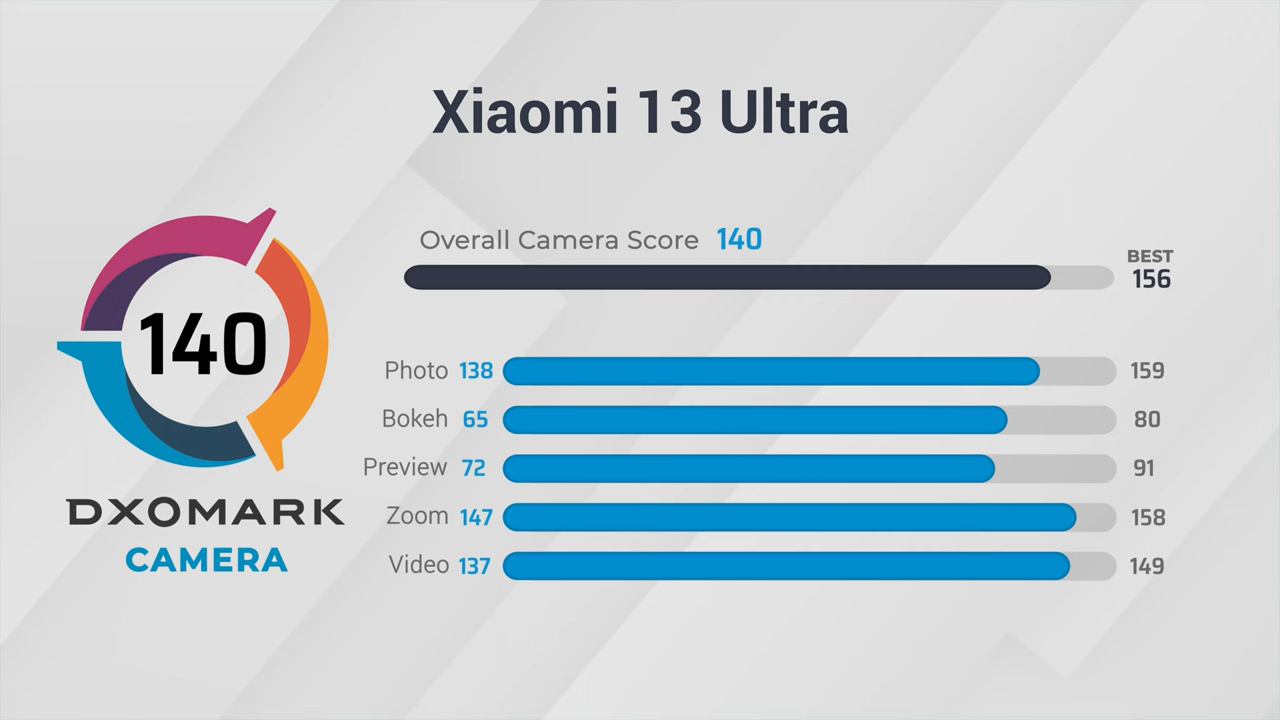 Xiaomi 13 Ultra
Overall Camera Score 140
BEST
156
140
Photo 138 159
Bokeh 65 80
Preview 72 91
Zoom 147 158
Video 137 149
DXOMARK
CAMERA